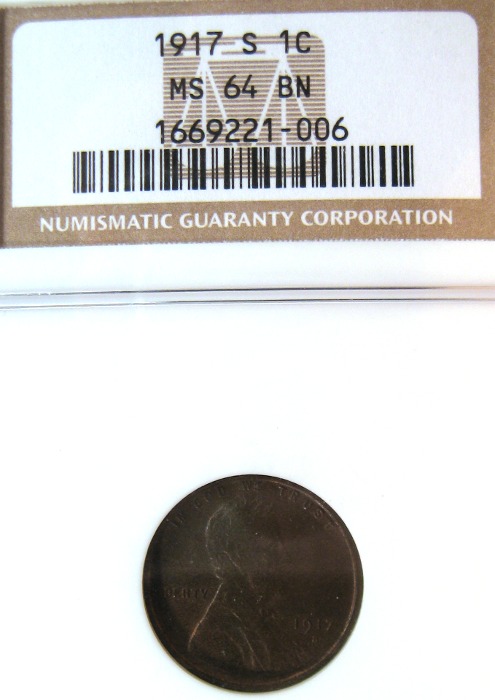 1917 S 1C
MS 64 BN
1669221-006
NUMISMATIC GUARANTY CORPORATION
IN GOD WE TRUST
LIBERTY
1917